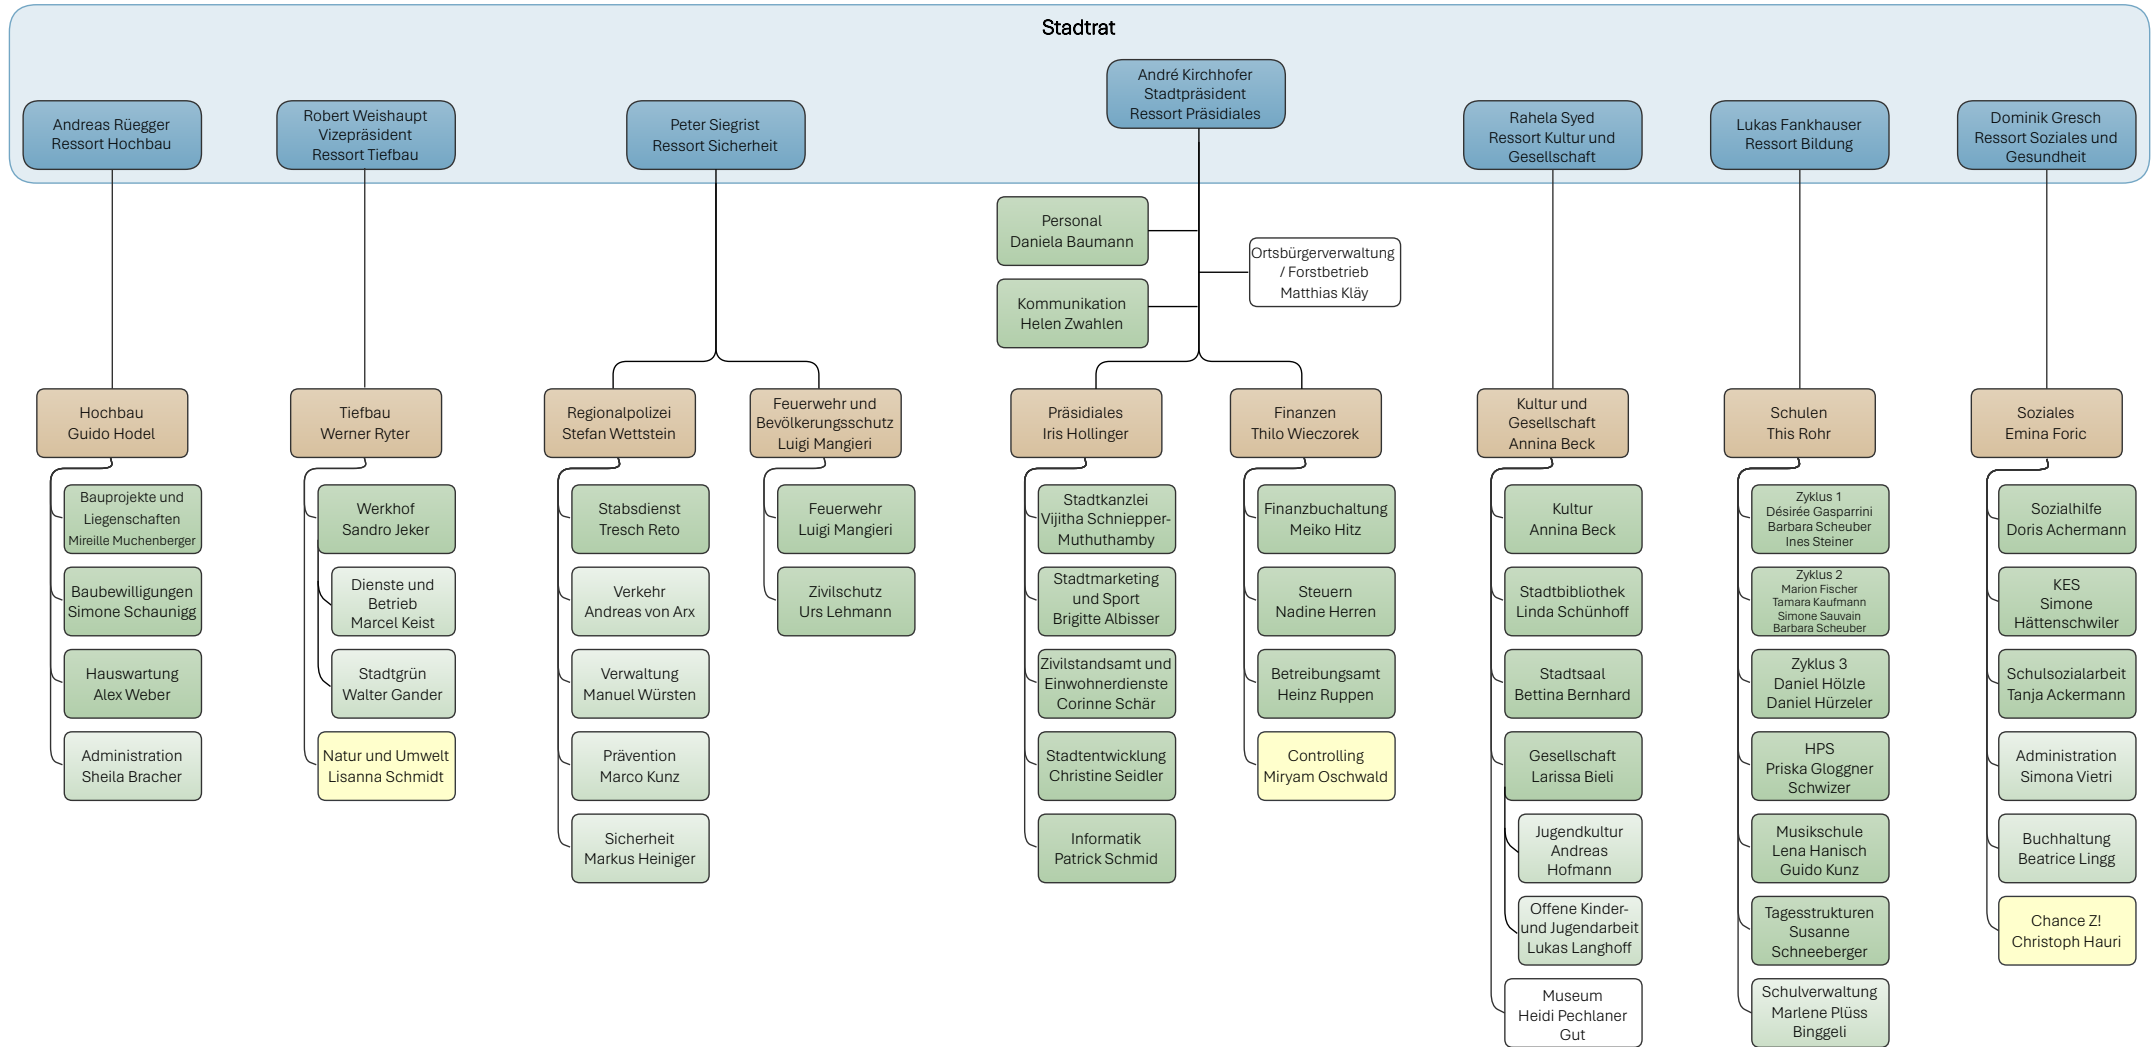 Stadtrat
Andreas Rüegger
Ressort Hochbau
Robert Weishaupt
Vizepräsident
Ressort Tiefbau
Peter Siegrist
Ressort Sicherheit
André Kirchhofer
Stadtpräsident
Ressort Präsidiales
Rahela Syed
Ressort Kultur und
Gesellschaft
Lukas Fankhauser
Ressort Bildung
Dominik Gresch
Ressort Soziales und
Gesundheit
Personal
Daniela Baumann
Ortsbürgerverwaltung
/ Forstbetrieb
Matthias Kläy
Kommunikation
Helen Zwahlen
Hochbau
Guido Hodel
Bauprojekte und
Liegenschaften
Mireille Muchenberger
Baubewilligungen
Simone Schaunigg
Hauswartung
Alex Weber
Administration
Sheila Bracher
Tiefbau
Werner Ryter
Werkhof
Sandro Jeker
Dienste und
Betrieb
Marcel Keist
Stadtgrün
Walter Gander
Natur und Umwelt
Lisanna Schmidt
Regionalpolizei
Stefan Wettstein
Stabsdienst
Tresch Reto
Verkehr
Andreas von Arx
Verwaltung
Manuel Würsten
Prävention
Marco Kunz
Sicherheit
Markus Heiniger
Feuerwehr und
Bevölkerungsschutz
Luigi Mangieri
Feuerwehr
Luigi Mangieri
Zivilschutz
Urs Lehmann
Präsidiales
Iris Hollinger
Stadtkanzlei
Vijitha Schniepper-
Muthuthamby
Stadtmarketing
und Sport
Brigitte Albisser
Zivilstandsamt und
Einwohnerdienste
Corinne Schär
Stadtentwicklung
Christine Seidler
Informatik
Patrick Schmid
Finanzen
Thilo Wieczorek
Finanzbuchaltung
Meiko Hitz
Steuern
Nadine Herren
Betreibungsamt
Heinz Ruppen
Controlling
Miryam Oschwald
Kultur und
Gesellschaft
Annina Beck
Kultur
Annina Beck
Stadtbibliothek
Linda Schünhoff
Stadtsaal
Bettina Bernhard
Gesellschaft
Larissa Bieli
Jugendkultur
Andreas
Hofmann
Offene Kinder-
und Jugendarbeit
Lukas Langhoff
Museum
Heidi Pechlaner
Gut
Schulen
This Rohr
Zyklus 1
Désirée Gasparrini
Barbara Scheuber
Ines Steiner
Zyklus 2
Marion Fischer
Tamara Kaufmann
Simone Sauvain
Barbara Scheuber
Zyklus 3
Daniel Hölzle
Daniel Hürzeler
HPS
Priska Gloggner
Schwizer
Musikschule
Lena Hanisch
Guido Kunz
Tagesstrukturen
Susanne
Schneeberger
Schulverwaltung
Marlene Plüss
Binggeli
Soziales
Emina Foric
Sozialhilfe
Doris Achermann
KES
Simone
Hättenschwiler
Schulsozialarbeit
Tanja Ackermann
Administration
Simona Vietri
Buchhaltung
Beatrice Lingg
Chance Z!
Christoph Hauri